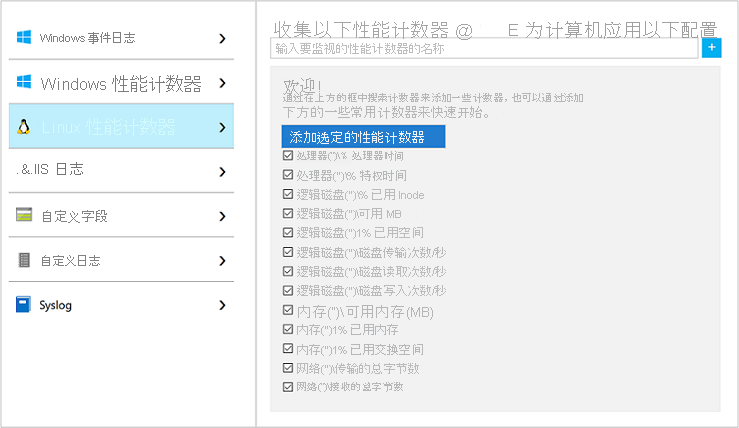 Windows 事件日志
Windows 性能计数器
Linux 性能计数器
.&.IIS 日志
自定义字段
自定义日志
Syslog
收集以下性能计数器 @ E 为计算机应用以下配置
输入要监视的性能计数器的名称
+
欢迎!
通过在上方的框中搜索计数器来添加一些计数器,也可以通过添加
下方的一些常用计数器来快速开始。
添加选定的性能计数器
处理器(")\% 处理器时间
处理器(")\% 特权时间
逻辑磁盘(")\% 已用 Inode
逻辑磁盘(")\可用 MB
逻辑磁盘(")1% 已用空间
逻辑磁盘(")\磁盘传输次数/秒
逻辑磁盘(")\磁盘读取次数/秒
逻辑磁盘(")\磁盘写入次数/秒
内存(")\可用内存(MB)
内存(")1% 已用内存
内存(")1% 已用交换空间
网络(")\传输的总字节数
网络(")\接收的总字节数